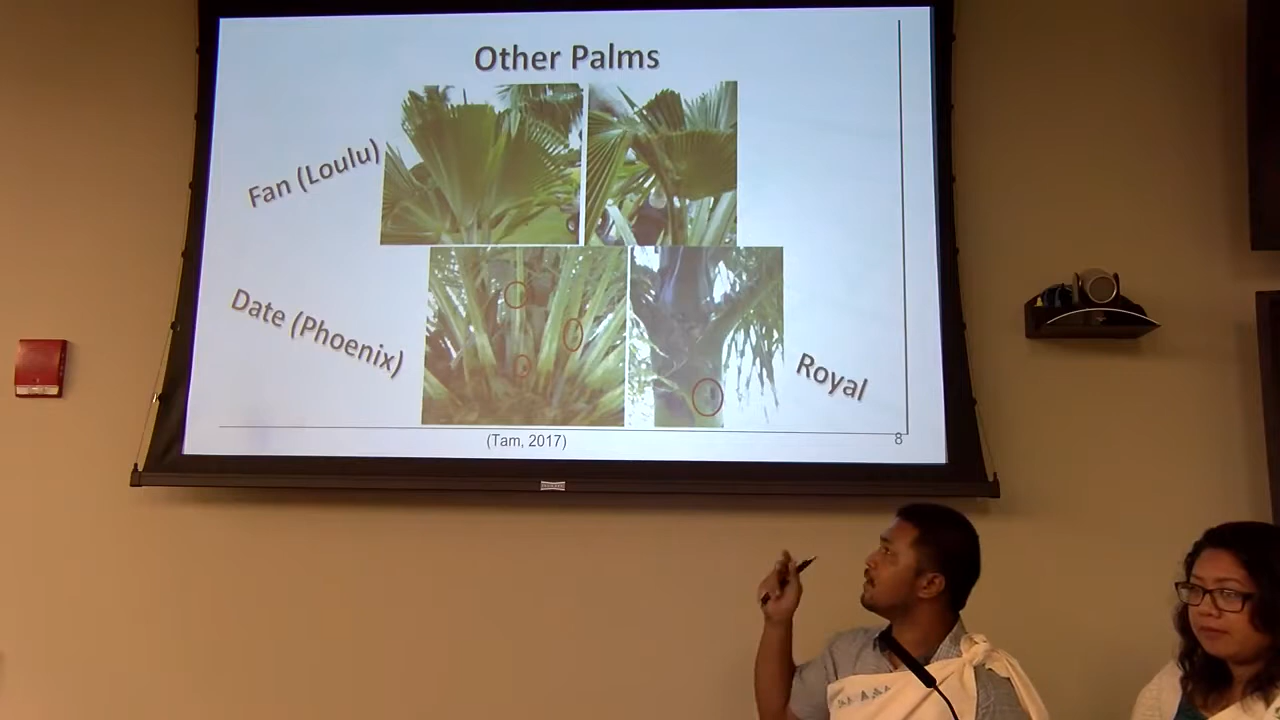 Other Palms
Fan (Loulu)
Date (Phoenix)
Royal
(Tam, 2017)
8